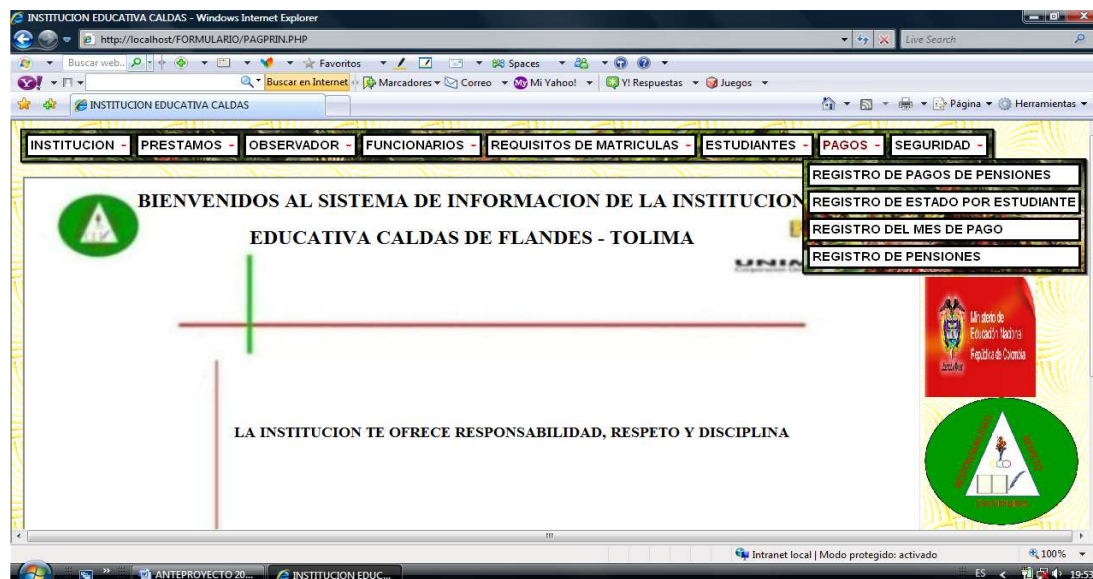 INSTITUCION EDUCATIVA CALDAS - Windows Internet Explorer
http://localhost/FORMULARIO/PAGPRIN.PHP
Live Search
Buscar web..
Favoritos
Spaces
Buscar en Internet
Marcadores
Correo
Mi Yahoo!
Y! Respuestas
Juegos
INSTITUCION EDUCATIVA CALDAS
Página
Herramientas
INSTITUCION -
PRESTAMOS -
OBSERVADOR -
FUNCIONARIOS -
REQUISITOS DE MATRICULAS -
ESTUDIANTES -
PAGOS -
SEGURIDAD -
REGISTRO DE PAGOS DE PENSIONES
REGISTRO DE ESTADO POR ESTUDIANTE
REGISTRO DEL MES DE PAGO
REGISTRO DE PENSIONES
BIENVENIDOS AL SISTEMA DE INFORMACION DE LA INSTITUCION
EDUCATIVA CALDAS DE FLANDES - TOLIMA
Ministerio de
Educación Nacional
República de Colombia
LA INSTITUCION TE OFRECE RESPONSABILIDAD, RESPETO Y DISCIPLINA
RESPONSABILIDAD
RESPETO
DISCIPLINA
Intranet local | Modo protegido: activado
100%
ANTEPROYECTO 20...
INSTITUCION EDUC...
ES
19:53